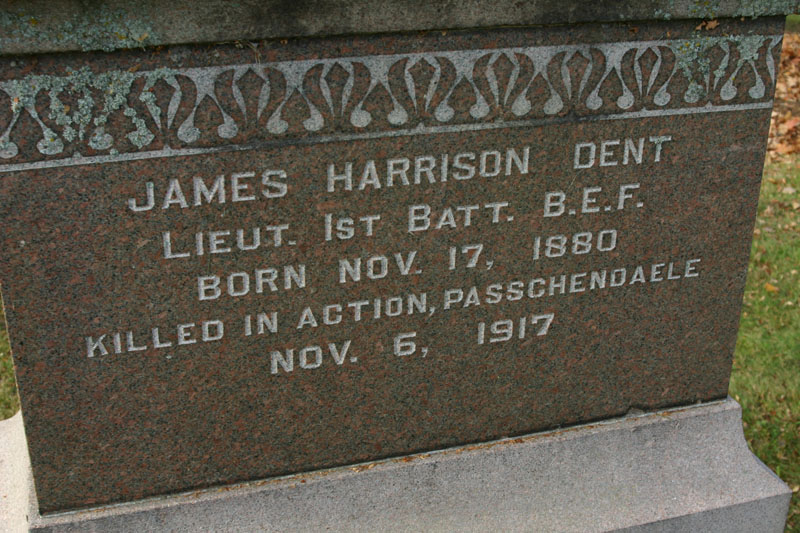 JAMES HARRISON DENT
LIEUT. 1ST BATT. B.E.F.
BORN NOV. 17, 1880
KILLED IN ACTION, PASSCHENDAELE
NOV. 6, 1917